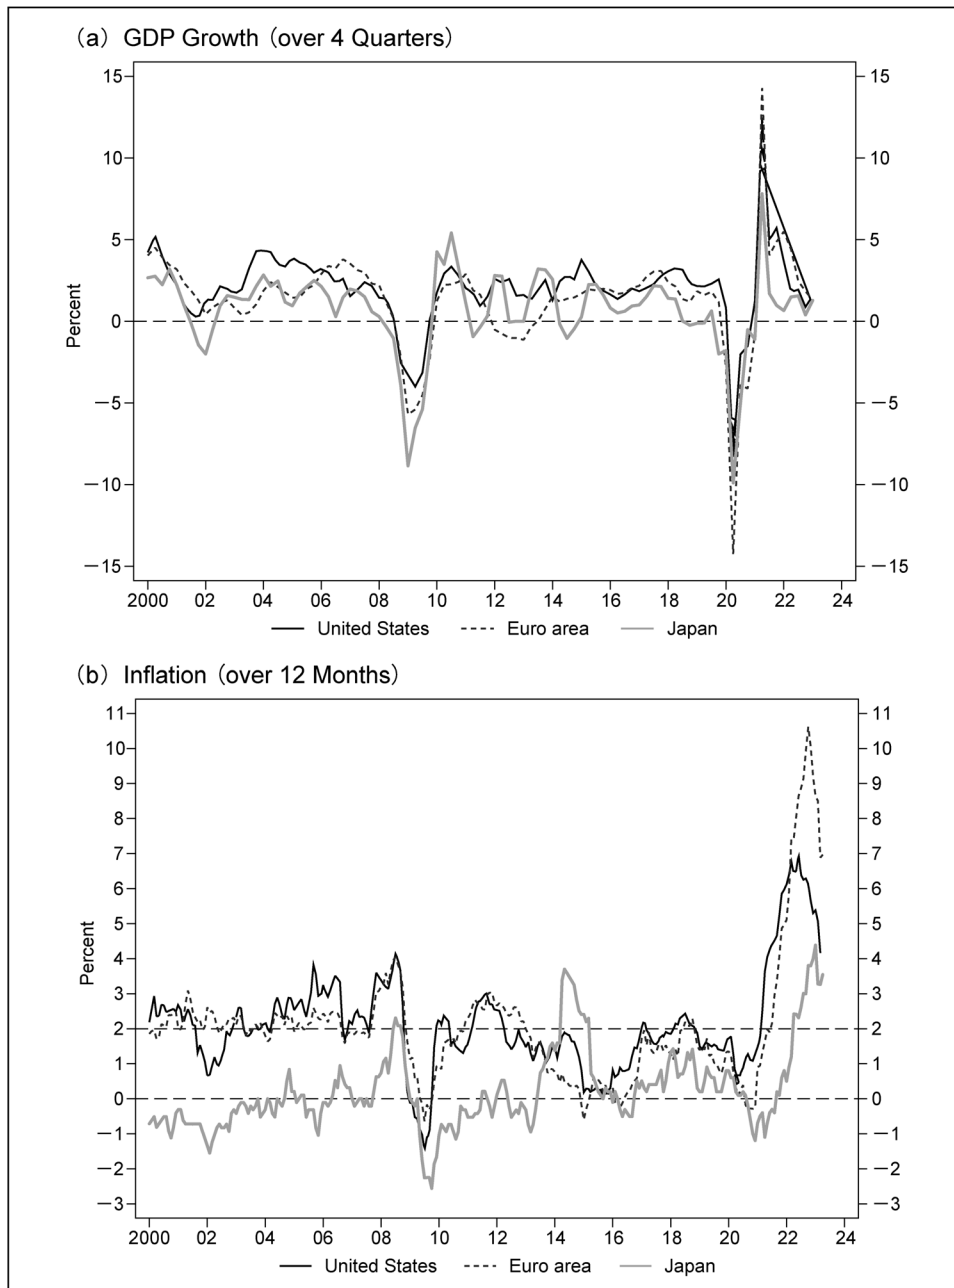 (a) GDP Growth (over 4 Quarters)
Percent
15 15
10 10
5 5
0 0
−5 −5
−10 −10
−15 −15
2000 02 04 06 08 10 12 14 16 18 20 22 24
United States Euro area Japan
(b) Inflation (over 12 Months)
Percent
11 11
10 10
9 9
8 8
7 7
6 6
5 5
4 4
3 3
2 2
1 1
0 0
−1 −1
−2 −2
−3 −3
2000 02 04 06 08 10 12 14 16 18 20 22 24
United States Euro area Japan